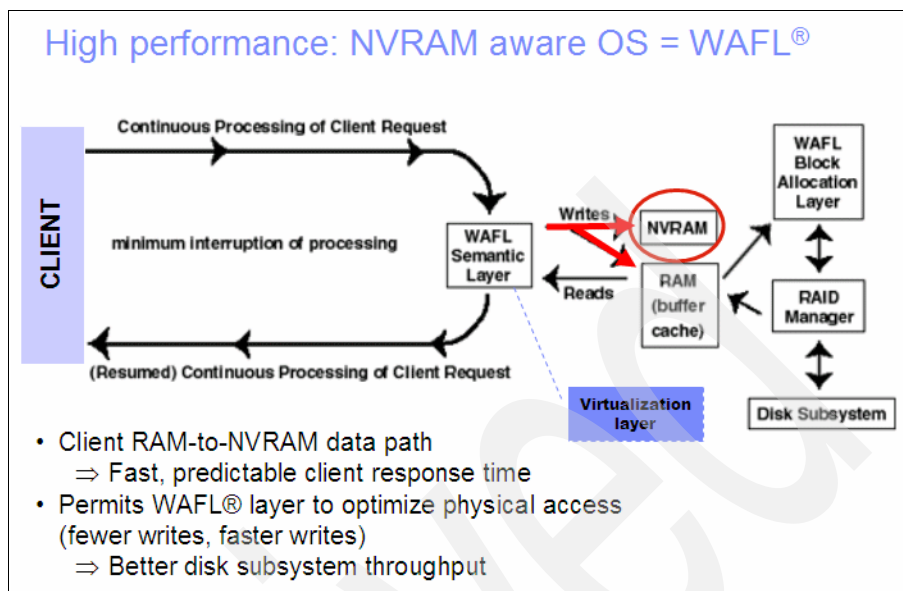 High performance: NVRAM aware OS = WAFL®
Continuous Processing of Client Request
CLIENT
minimum interruption of processing
WAFL
Semantic
Layer
Writes
NVRAM
Reads
RAM
(buffer
cache)
WAFL
Block
Allocation
Layer
RAID
Manager
Disk Subsystem
(Resumed) Continuous Processing of Client Request
Virtualization
layer
• Client RAM-to-NVRAM data path
⇒ Fast, predictable client response time
• Permits WAFL® layer to optimize physical access
(fewer writes, faster writes)
⇒ Better disk subsystem throughput